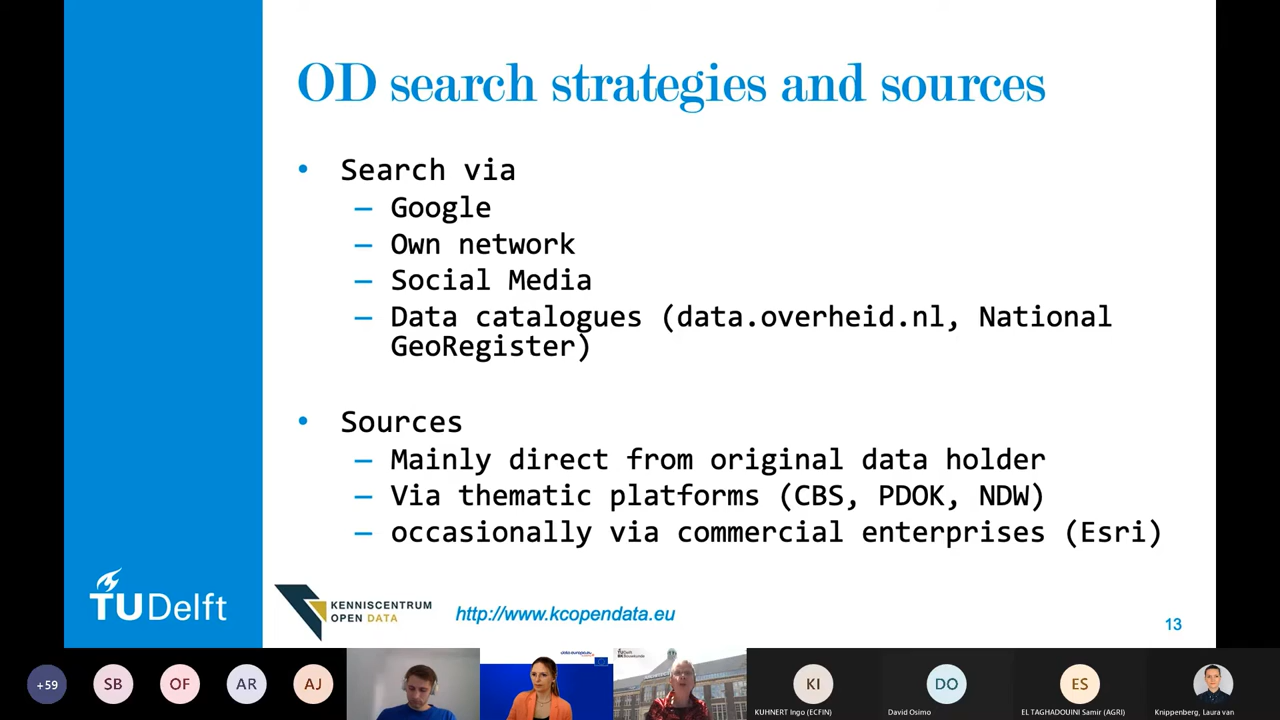 OD search strategies and sources
• Search via
– Google
– Own network
– Social Media
– Data catalogues (data.overheid.nl, National
GeoRegister)
• Sources
– Mainly direct from original data holder
– Via thematic platforms (CBS, PDOK, NDW)
– occasionally via commercial enterprises (Esri)
TUDelft
KENNISCENTRUM
OPEN DATA
http://www.kcopendata.eu
13
+59
SB
OF
AR
AJ
data.europa.eu
KI
KUHNERT Ingo (ECFIN)
DO
David Osimo
ES
EL TAGHADOUINI Samir (AGRI)
Knippenberg, Laura van